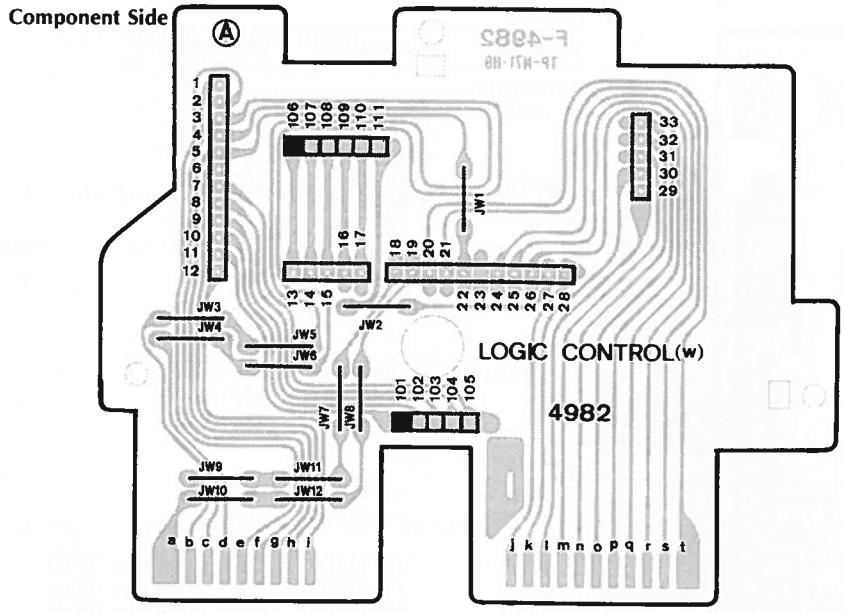 Component Side
A
F-4982
TP-H71-H0
1
2
3
4
5
6
7
8
9
10
11
12
106 107 108 109 110 111
33
32
31
30
29
JW1
16 17
18 19 20 21
13 14 15
22 23 24 25 26 27 28
JW3
JW4
JW5
JW6
JW2
LOGIC CONTROL(w)
4982
101 102 103 104 105
JW7
JW8
JW9
JW10
JW11
JW12
a b c d e f g h i
j k l m n o p q r s t